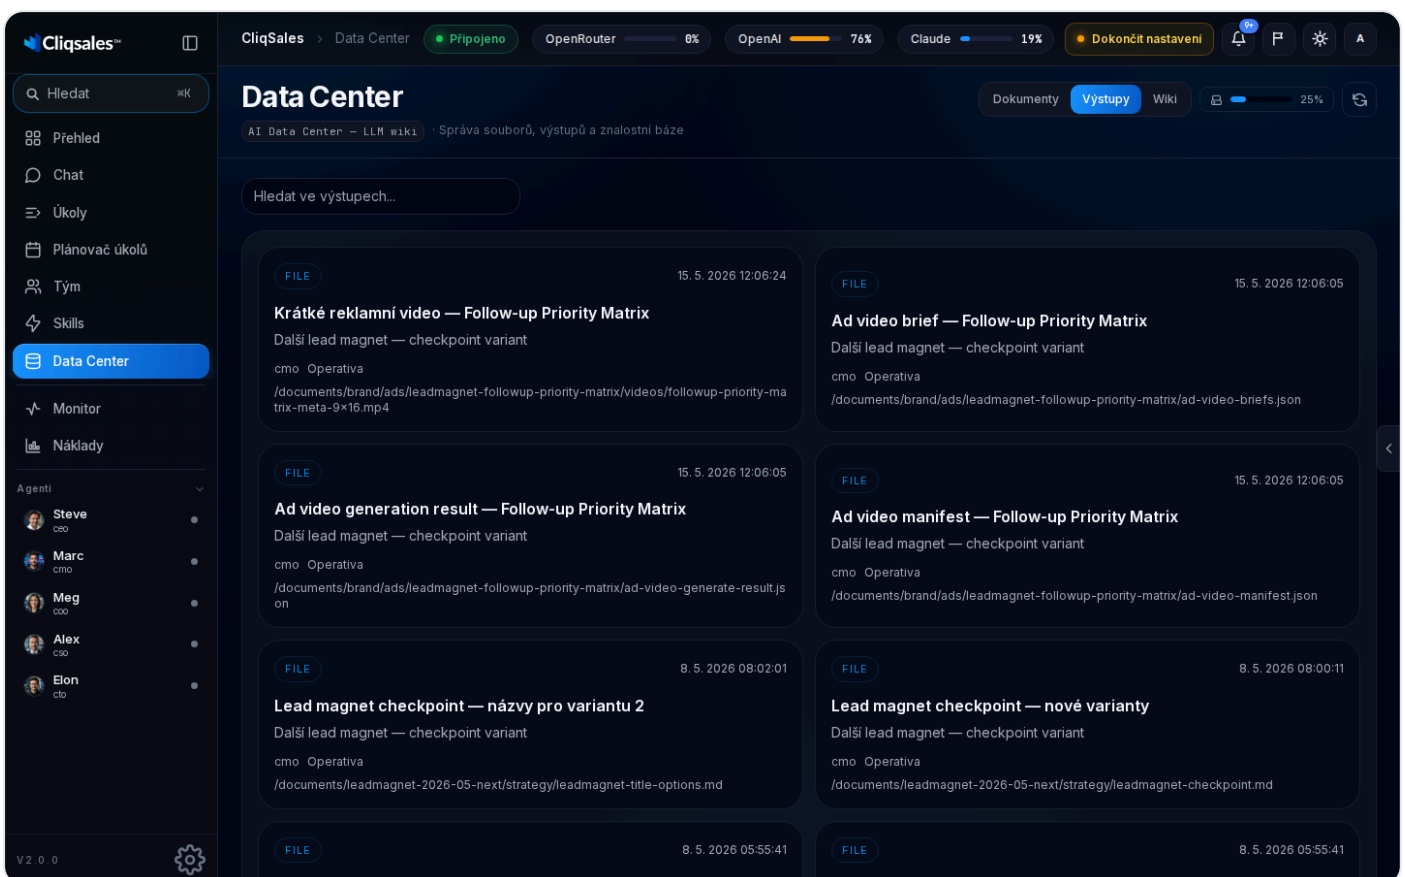 Cliqsales℠
Hledat ⌘K
Přehled
Chat
Úkoly
Plánovač úkolů
Tým
Skills
Data Center
Monitor
Náklady
Agenti
Steve
ceo
Marc
cmo
Meg
coo
Alex
cso
Elon
cto
V2.0.0
CliqSales > Data Center
Připojeno
OpenRouter 0%
OpenAI 76%
Claude 19%
Dokončit nastavení
9+
A
Data Center
AI Data Center — LLM wiki · Správa souborů, výstupů a znalostní báze
Dokumenty Výstupy Wiki
25%
Hledat ve výstupech...
FILE 15. 5. 2026 12:06:24
Krátké reklamní video — Follow-up Priority Matrix
Další lead magnet — checkpoint variant
cmo Operativa
/documents/brand/ads/leadmagnet-followup-priority-matrix/videos/followup-priority-ma
trix-meta-9×16.mp4
FILE 15. 5. 2026 12:06:05
Ad video brief — Follow-up Priority Matrix
Další lead magnet — checkpoint variant
cmo Operativa
/documents/brand/ads/leadmagnet-followup-priority-matrix/ad-video-briefs.json
FILE 15. 5. 2026 12:06:05
Ad video generation result — Follow-up Priority Matrix
Další lead magnet — checkpoint variant
cmo Operativa
/documents/brand/ads/leadmagnet-followup-priority-matrix/ad-video-generate-result.js
on
FILE 15. 5. 2026 12:06:05
Ad video manifest — Follow-up Priority Matrix
Další lead magnet — checkpoint variant
cmo Operativa
/documents/brand/ads/leadmagnet-followup-priority-matrix/ad-video-manifest.json
FILE 8. 5. 2026 08:02:01
Lead magnet checkpoint — názvy pro variantu 2
Další lead magnet — checkpoint variant
cmo Operativa
/documents/leadmagnet-2026-05-next/strategy/leadmagnet-title-options.md
FILE 8. 5. 2026 08:00:11
Lead magnet checkpoint — nové varianty
Další lead magnet — checkpoint variant
cmo Operativa
/documents/leadmagnet-2026-05-next/strategy/leadmagnet-checkpoint.md
FILE 8. 5. 2026 05:55:41
FILE 8. 5. 2026 05:55:41